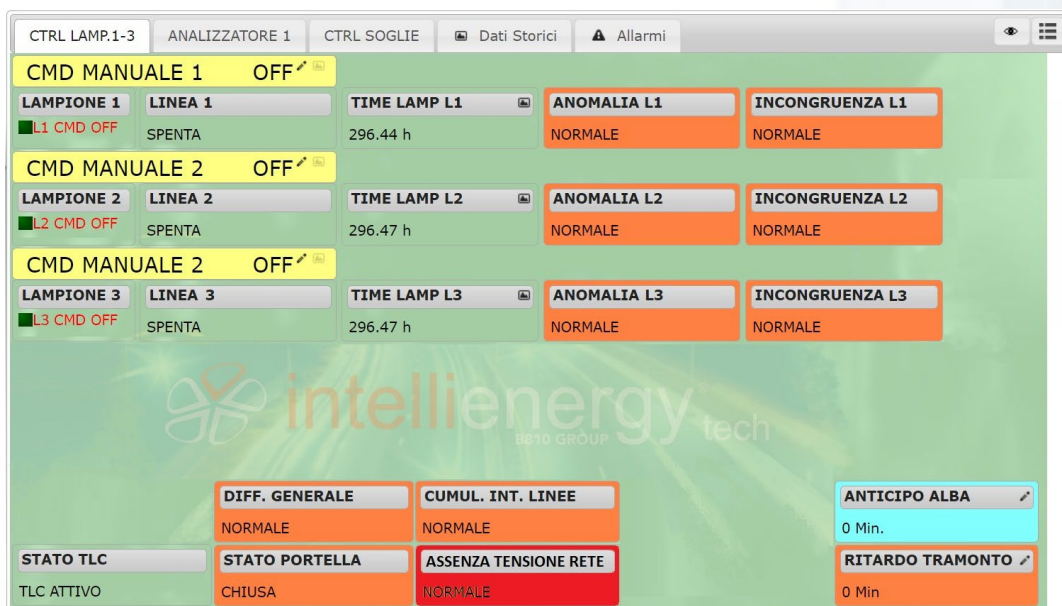 CTRL LAMP.1-3 ANALIZZATORE 1 CTRL SOGLIE Dati Storici Allarmi
CMD MANUALE 1 OFF
LAMPIONE 1 LINEA 1 TIME LAMP L1 ANOMALIA L1 INCONGRUENZA L1
L1 CMD OFF SPENTA 296.44 h NORMALE NORMALE
CMD MANUALE 2 OFF
LAMPIONE 2 LINEA 2 TIME LAMP L2 ANOMALIA L2 INCONGRUENZA L2
L2 CMD OFF SPENTA 296.47 h NORMALE NORMALE
CMD MANUALE 2 OFF
LAMPIONE 3 LINEA 3 TIME LAMP L3 ANOMALIA L3 INCONGRUENZA L3
L3 CMD OFF SPENTA 296.47 h NORMALE NORMALE
intellienergy tech
BB10 GROUP
DIFF. GENERALE CUMUL. INT. LINEE ANTICIPO ALBA
NORMALE NORMALE 0 Min.
STATO TLC STATO PORTELLA ASSENZA TENSIONE RETE RITARDO TRAMONTO
TLC ATTIVO CHIUSA NORMALE 0 Min